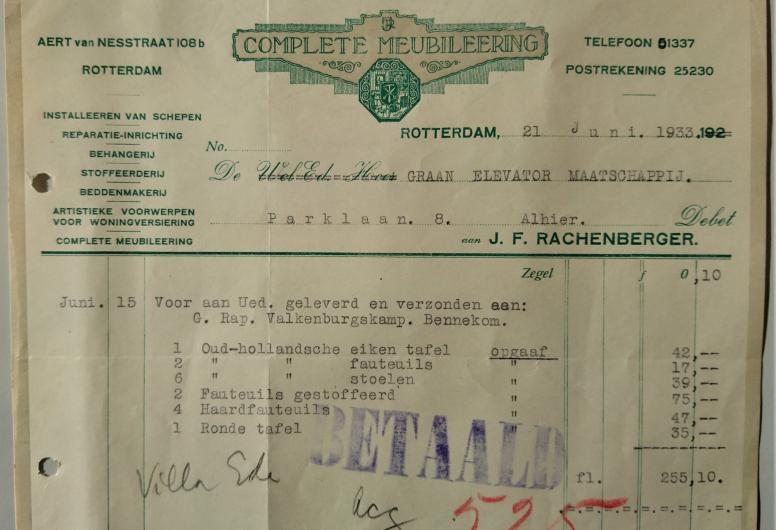 AERT van NESSTRAAT 108b
ROTTERDAM
COMPLETE MEUBILEERING
TELEFOON 51337
POSTREKENING 25230
INSTALLEEREN VAN SCHEPEN
REPARATIE-INRICHTING
BEHANGERIJ
STOFFEERDERIJ
BEDDENMAKERIJ
ARTISTIEKE VOORWERPEN
VOOR WONINGVERSIERING
COMPLETE MEUBILEERING
ROTTERDAM, 21 Juni. 1933. 192
No.
De Wel.Ed. Heer GRAAN ELEVATOR MAATSCHAPPIJ.
Parklaan. 8. Alhier. Debet
aan J. F. RACHENBERGER.
Zegel f 0,10
Juni. 15 Voor aan Ued. geleverd en verzonden aan:
G. Rap. Valkenburgskamp. Bennekom.
1 Oud-hollandsche eiken tafel opgaaf 42,--
2 " " fauteuils " 17,--
6 " " stoelen " 39,--
2 Fauteuils gestoffeerd " 75,--
4 Haardfauteuils " 47,--
1 Ronde tafel " 35,--
BETAALD
fl. 255,10.
Villa Ede
acg
525